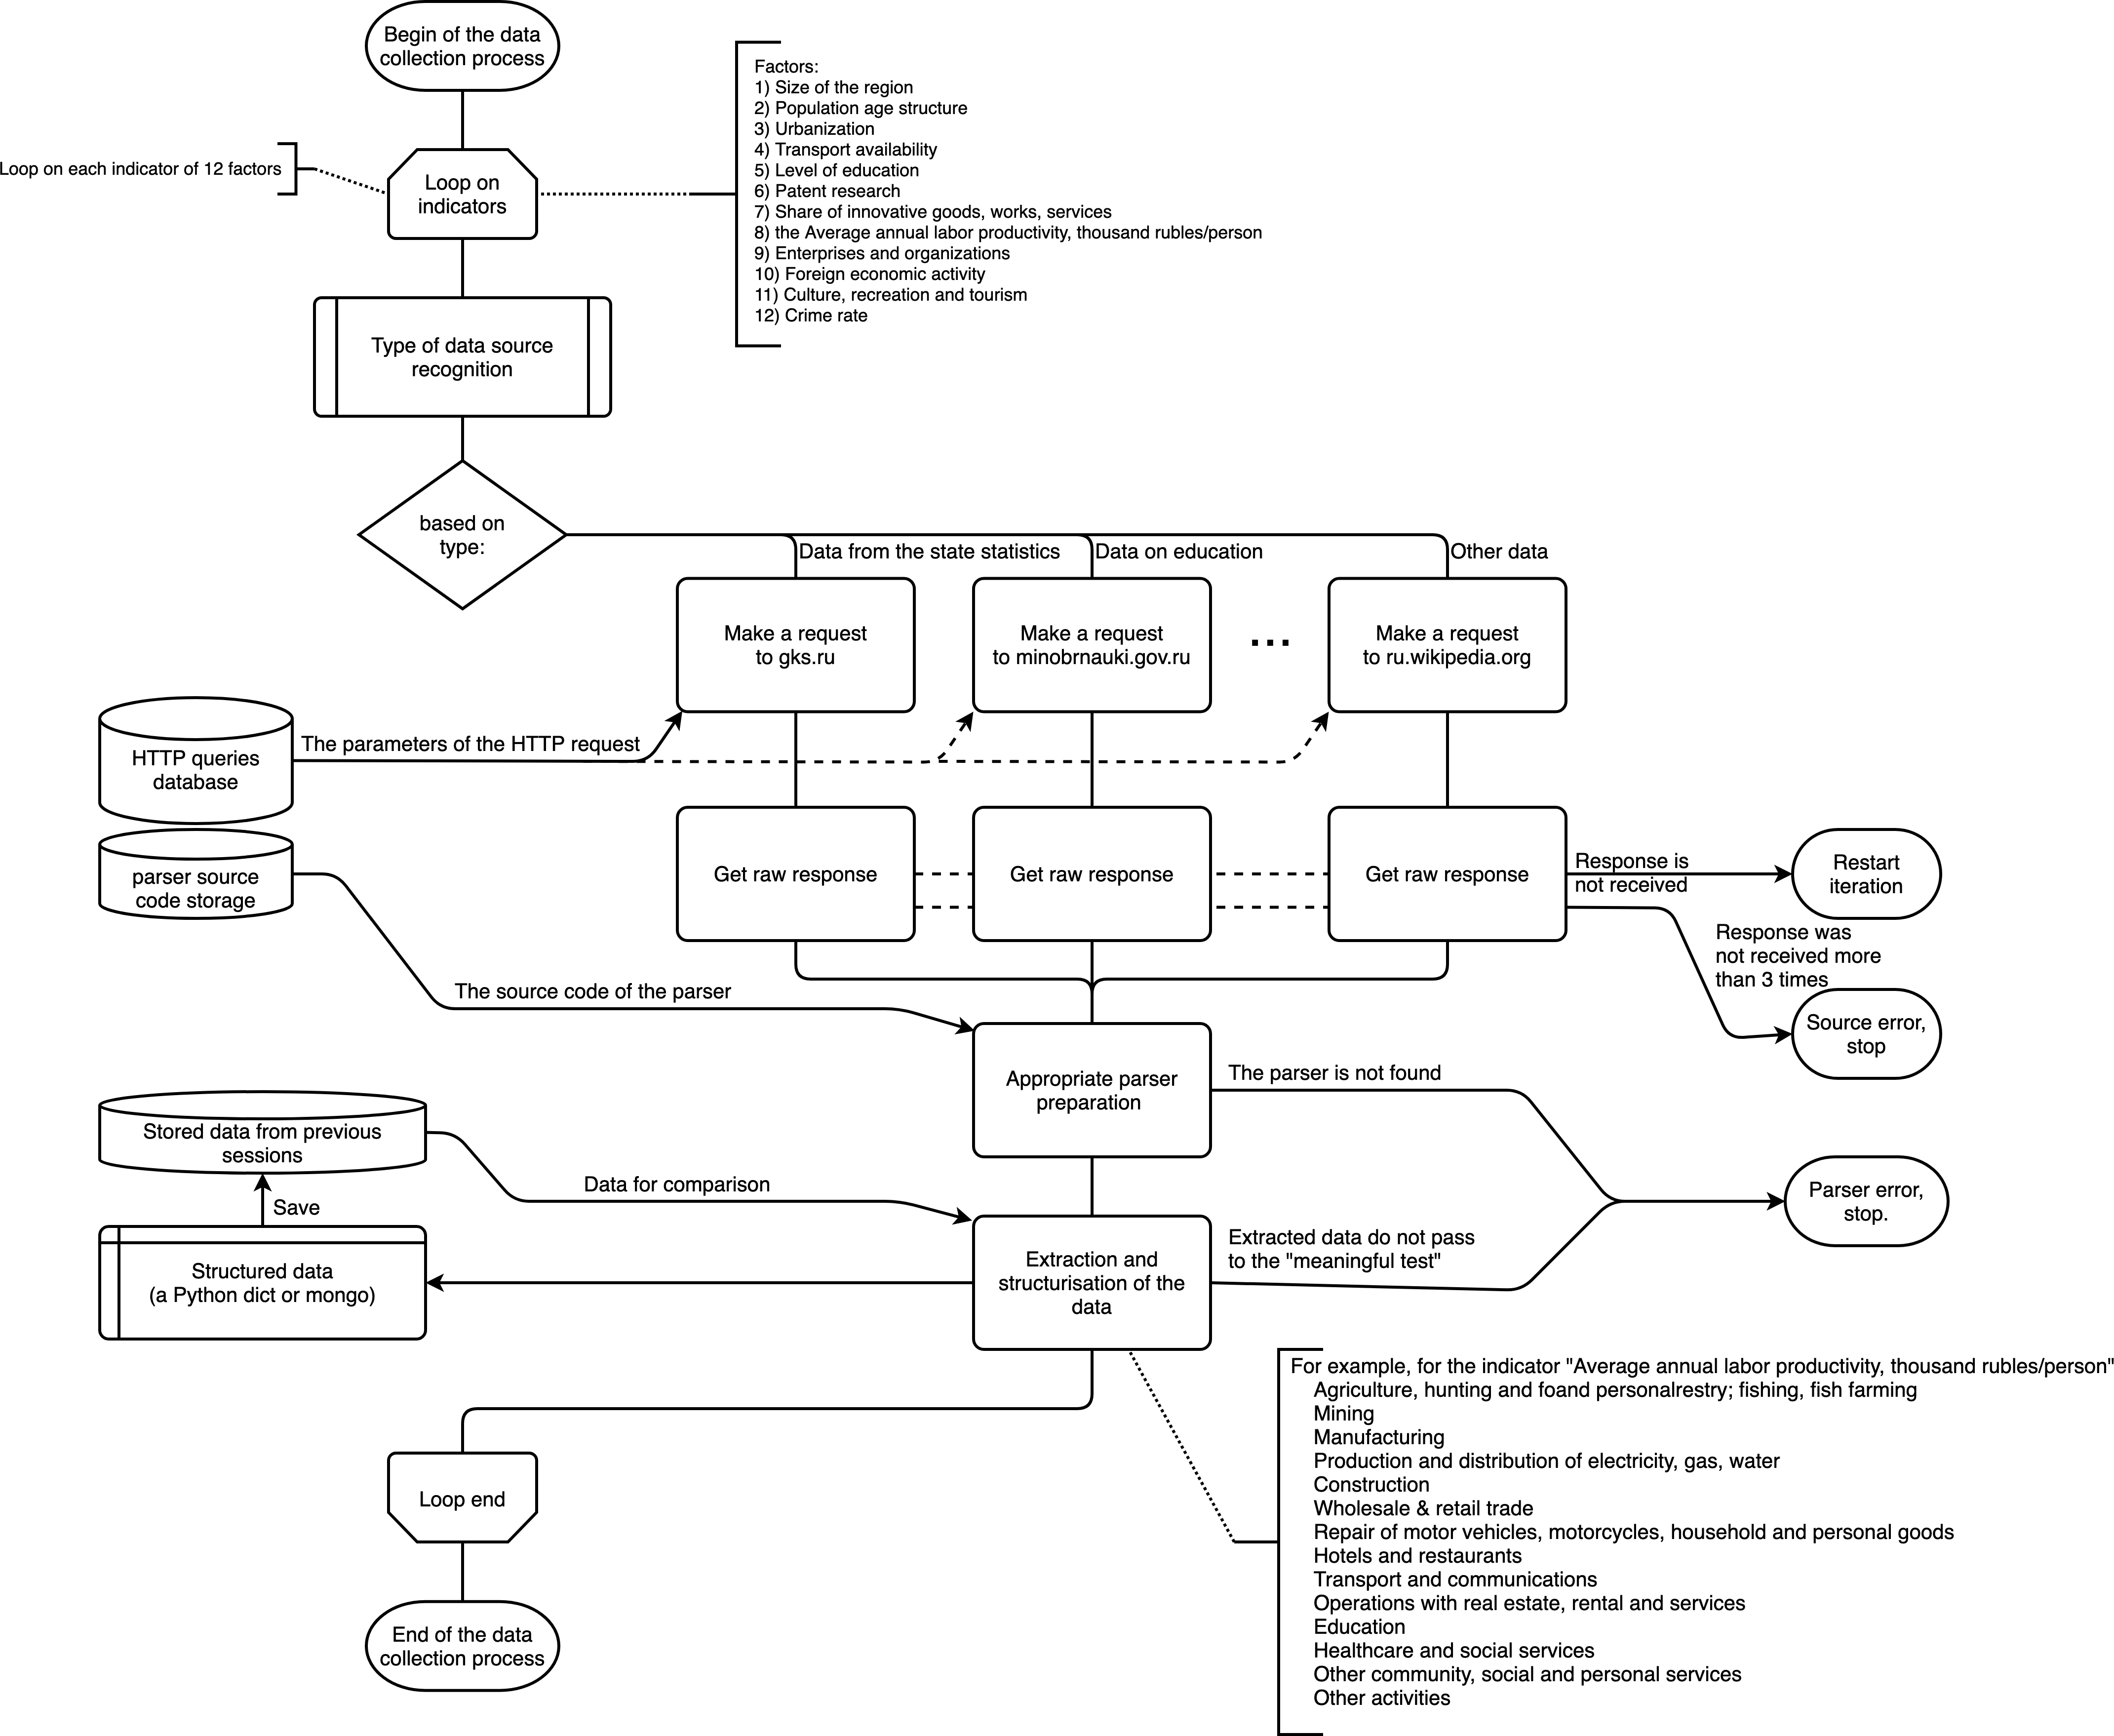 Begin of the data
collection process
Loop on each indicator of 12 factors
Loop on
indicators
Factors:
1) Size of the region
2) Population age structure
3) Urbanization
4) Transport availability
5) Level of education
6) Patent research
7) Share of innovative goods, works, services
8) the Average annual labor productivity, thousand rubles/person
9) Enterprises and organizations
10) Foreign economic activity
11) Culture, recreation and tourism
12) Crime rate
Type of data source
recognition
based on
type:
Data from the state statistics
Data on education
Other data
Make a request
to gks.ru
Make a request
to minobrnauki.gov.ru
...
Make a request
to ru.wikipedia.org
HTTP queries
database
The parameters of the HTTP request
parser source
code storage
Get raw response
Get raw response
Get raw response
Response is
not received
Restart
iteration
Response was
not received more
than 3 times
Source error,
stop
The source code of the parser
Appropriate parser
preparation
The parser is not found
Stored data from previous
sessions
Data for comparison
Save
Parser error,
stop.
Structured data
(a Python dict or mongo)
Extraction and
structurisation of the
data
Extracted data do not pass
to the "meaningful test"
For example, for the indicator "Average annual labor productivity, thousand rubles/person"
Agriculture, hunting and foand personalrestry; fishing, fish farming
Mining
Manufacturing
Production and distribution of electricity, gas, water
Construction
Wholesale & retail trade
Repair of motor vehicles, motorcycles, household and personal goods
Hotels and restaurants
Transport and communications
Operations with real estate, rental and services
Education
Healthcare and social services
Other community, social and personal services
Other activities
Loop end
End of the data
collection process